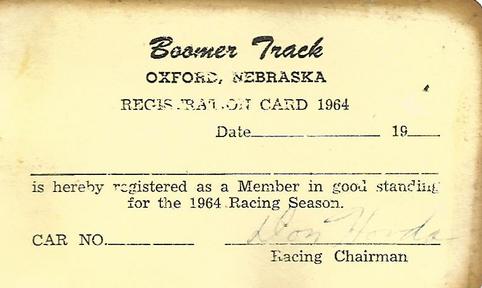 Boomer Track
OXFORD, NEBRASKA
REGISTRATION CARD 1964
Date 19
is hereby registered as a Member in good standing
for the 1964 Racing Season.
CAR NO. Don
Racing Chairman